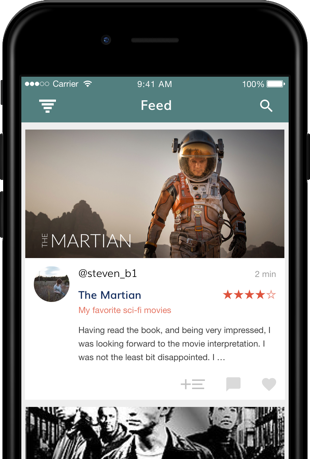 Carrier 9:41 AM 100%
Feed
THE MARTIAN
@steven_b1 2 min
The Martian
My favorite sci-fi movies
Having read the book, and being very impressed, I
was looking forward to the movie interpretation. I
was not the least bit disappointed. I …